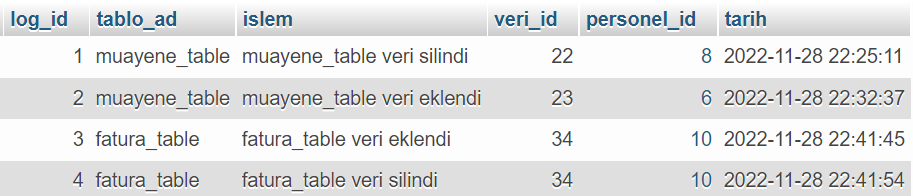 log_id tablo_ad islem veri_id personel_id tarih
1 muayene_table muayene_table veri silindi 22 8 2022-11-28 22:25:11
2 muayene_table muayene_table veri eklendi 23 6 2022-11-28 22:32:37
3 fatura_table fatura_table veri eklendi 34 10 2022-11-28 22:41:45
4 fatura_table fatura_table veri silindi 34 10 2022-11-28 22:41:54